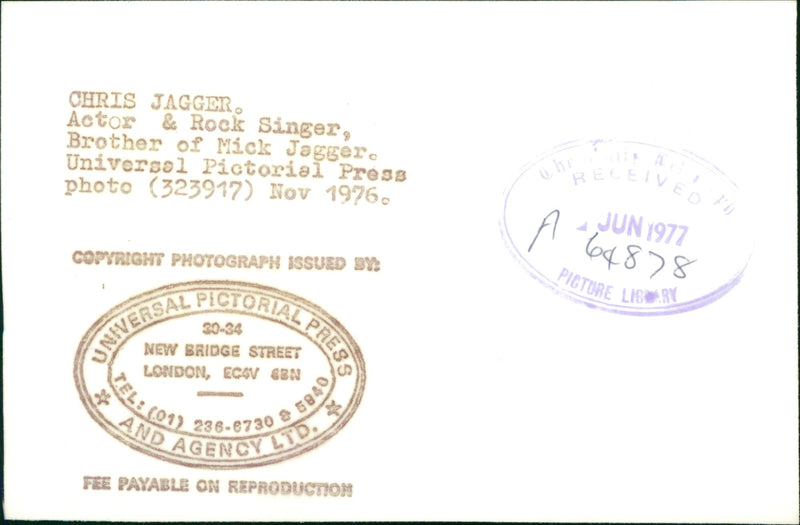 CHRIS JAGGER.
Actor & Rock Singer,
Brother of Mick Jagger.
Universal Pictorial Press
photo (323917) Nov 1976.
COPYRIGHT PHOTOGRAPH ISSUED BY:
UNIVERSAL PICTORIAL PRESS
30-34
NEW BRIDGE STREET
LONDON, EC4V 6BN
TEL: (01) 236-6730 & 5840
AND AGENCY LTD.
FEE PAYABLE ON REPRODUCTION
The
RECEIVED
JUN 1977
A 64878
PICTURE LIBRARY